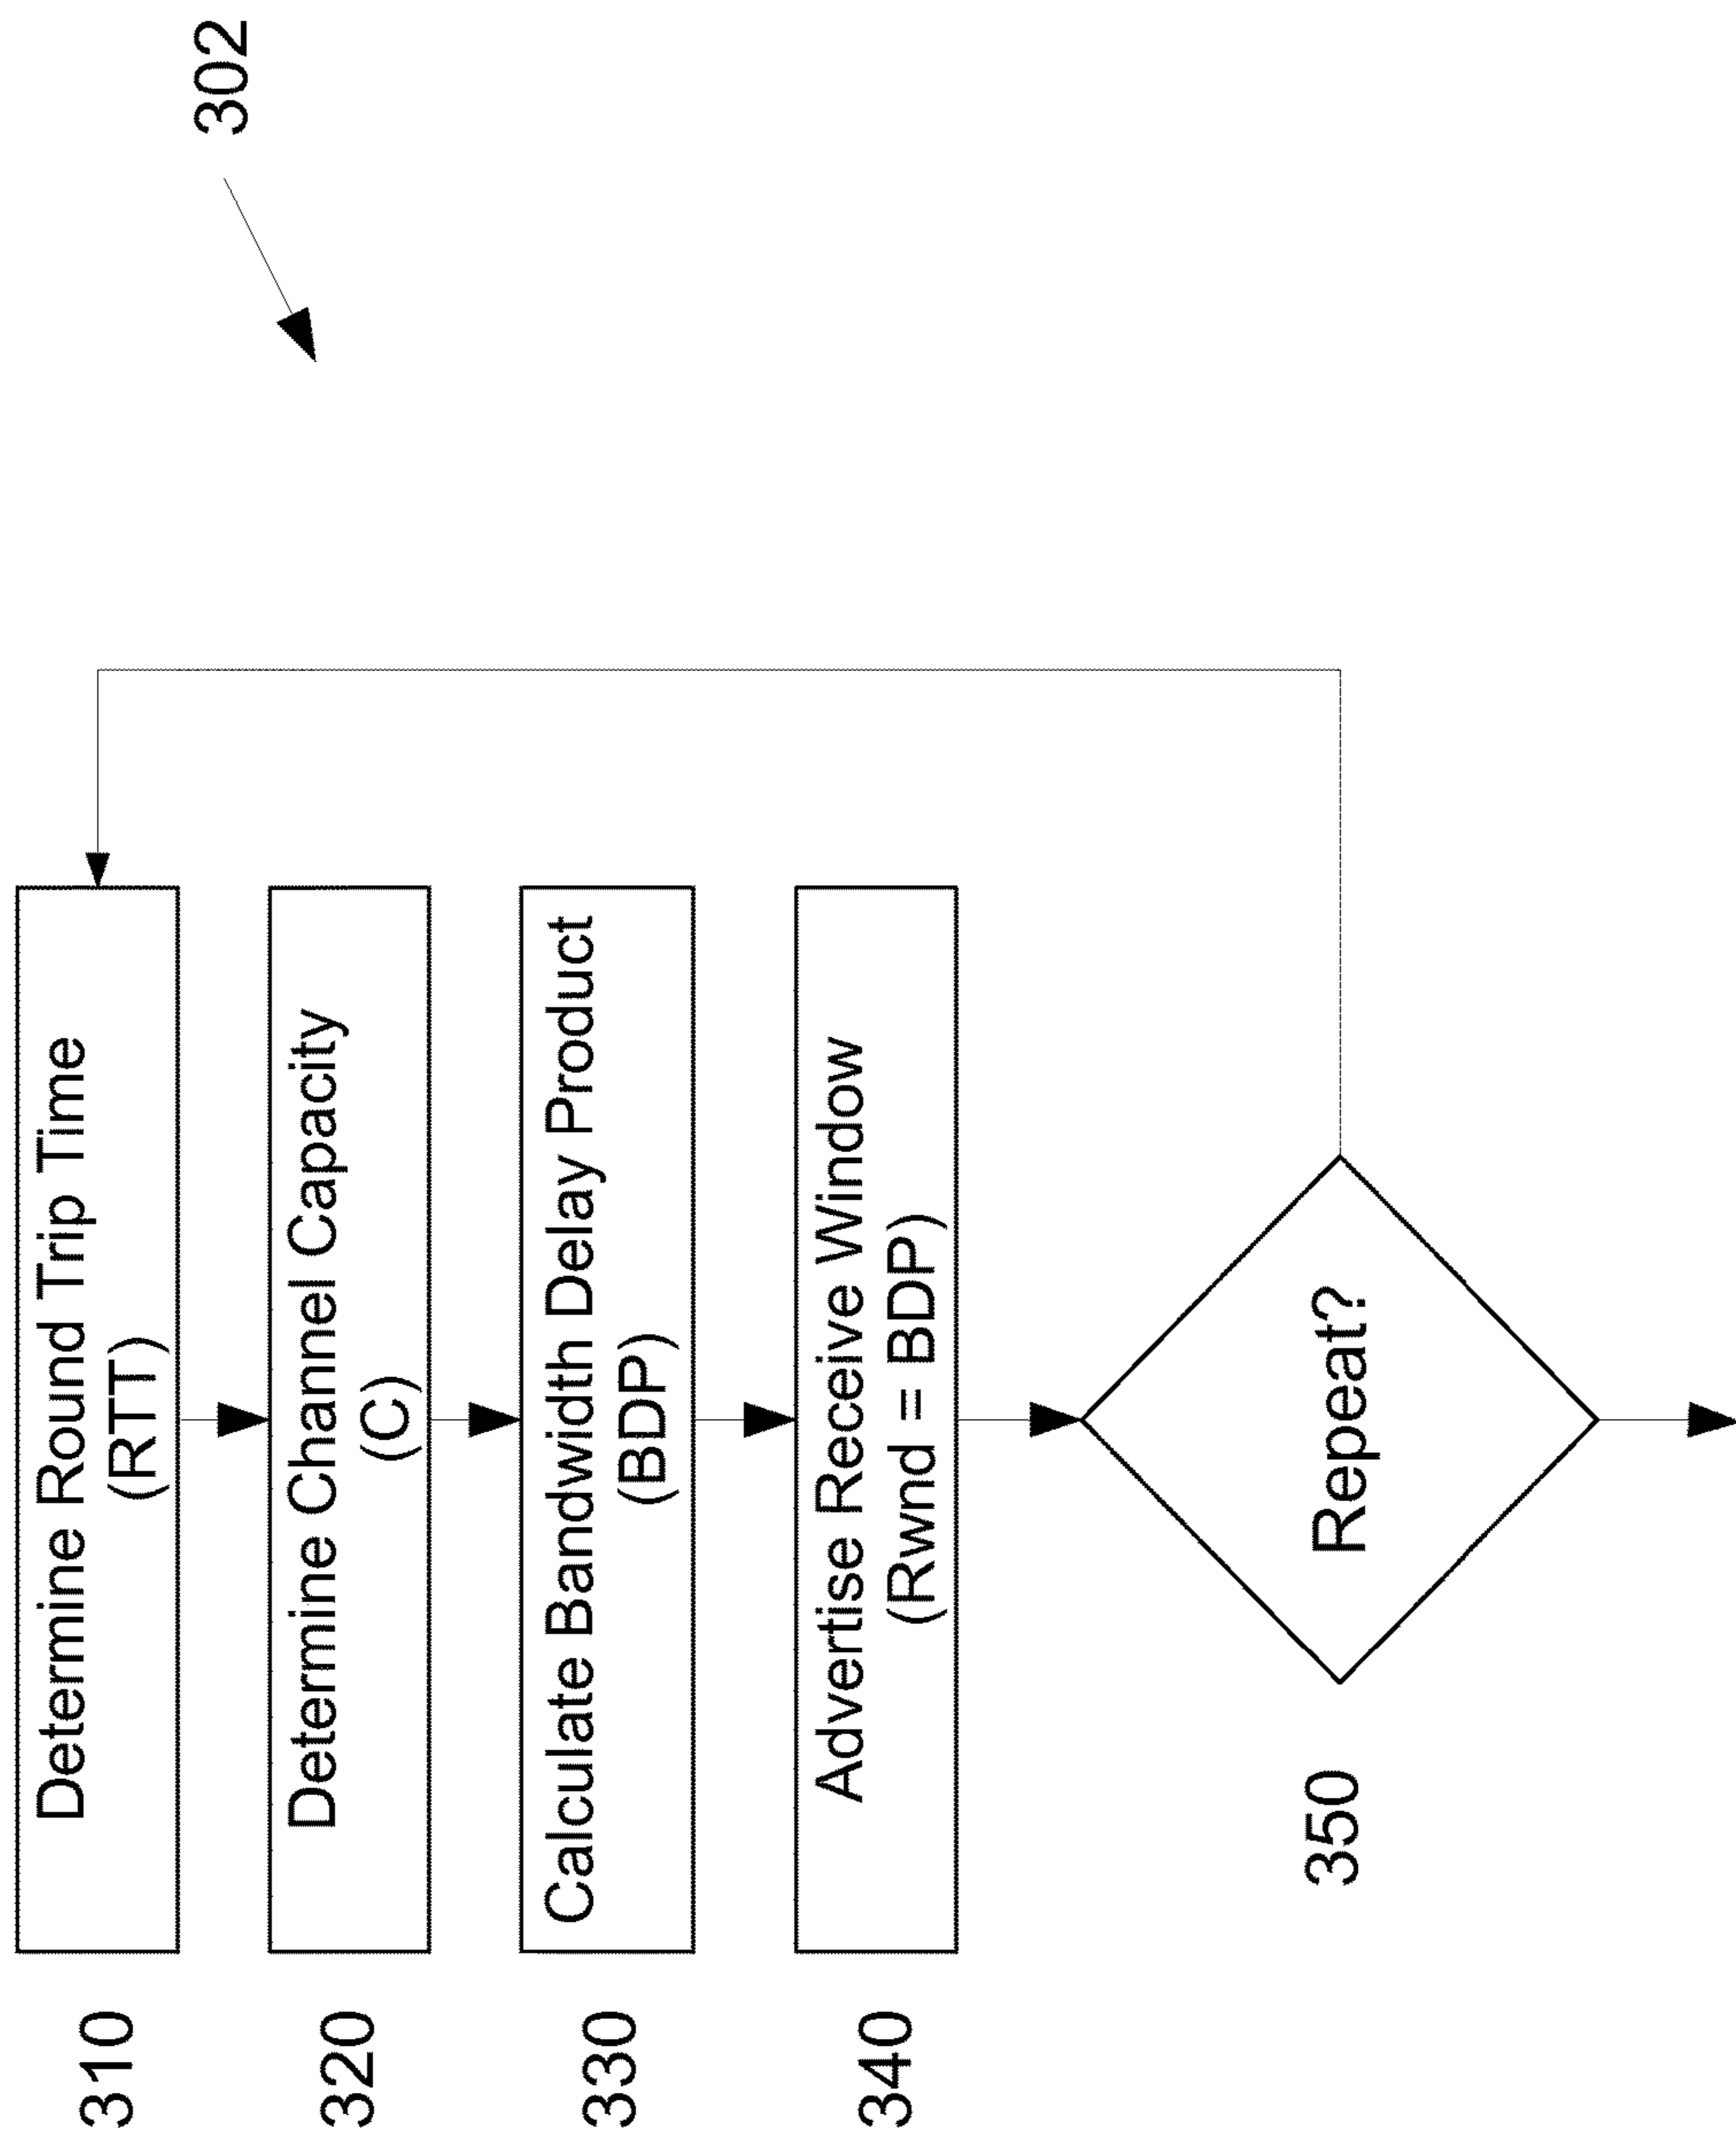 302
310
Determine Round Trip Time
(RTT)
320
Determine Channel Capacity
(C)
330
Calculate Bandwidth Delay Product
(BDP)
340
Advertise Receive Window
(Rwnd = BDP)
350
Repeat?